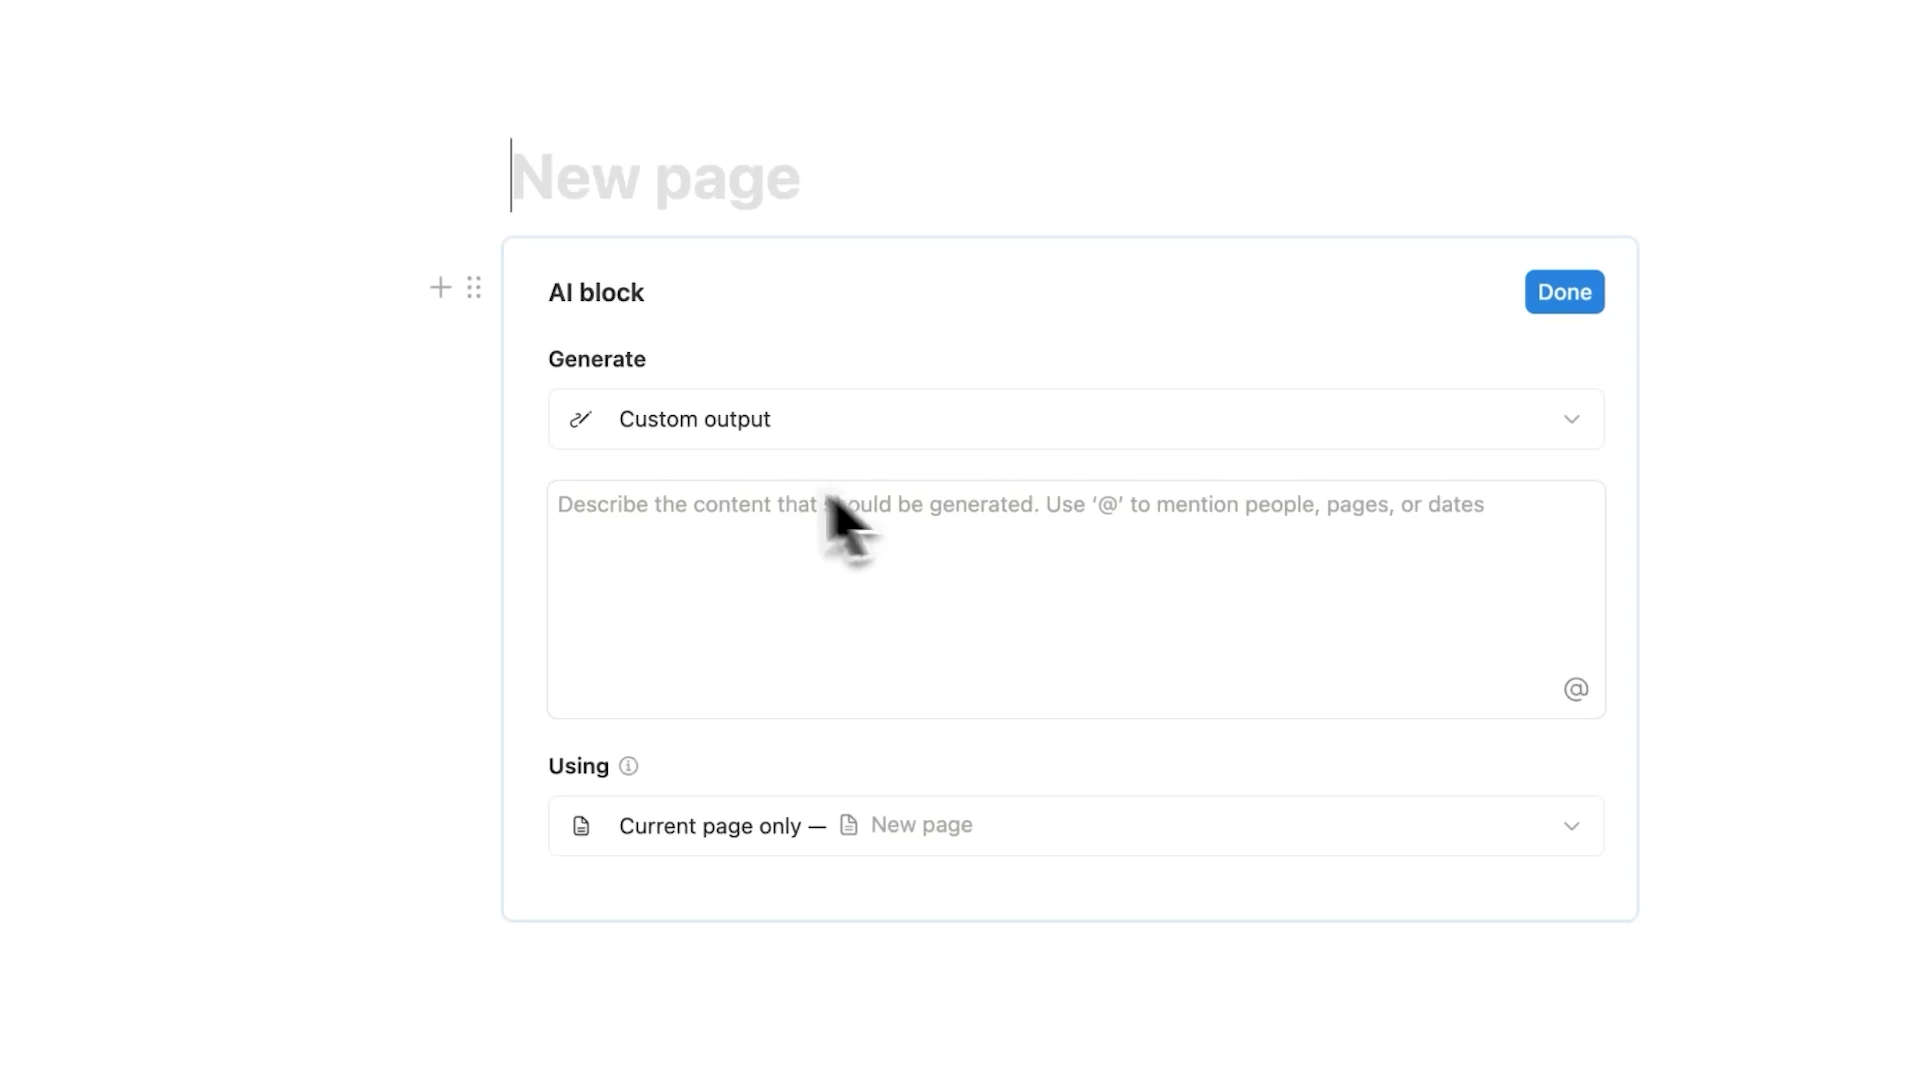 New page
AI block
Done
Generate
Custom output
Describe the content that should be generated. Use ‘@’ to mention people, pages, or dates
@
Using
Current page only — New page